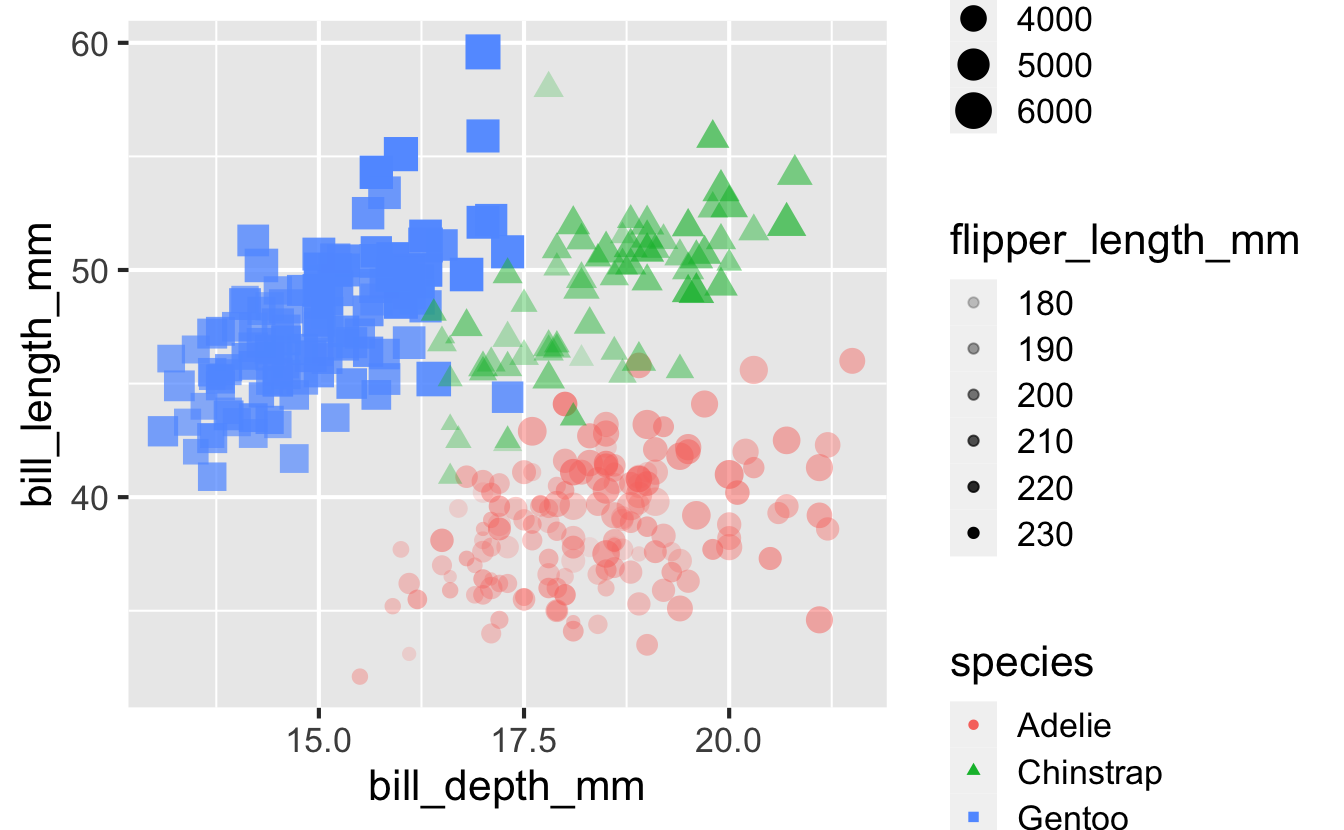 60
50
40
bill_length_mm
15.0 17.5 20.0
bill_depth_mm
4000
5000
6000
flipper_length_mm
180
190
200
210
220
230
species
Adelie
Chinstrap
Gentoo